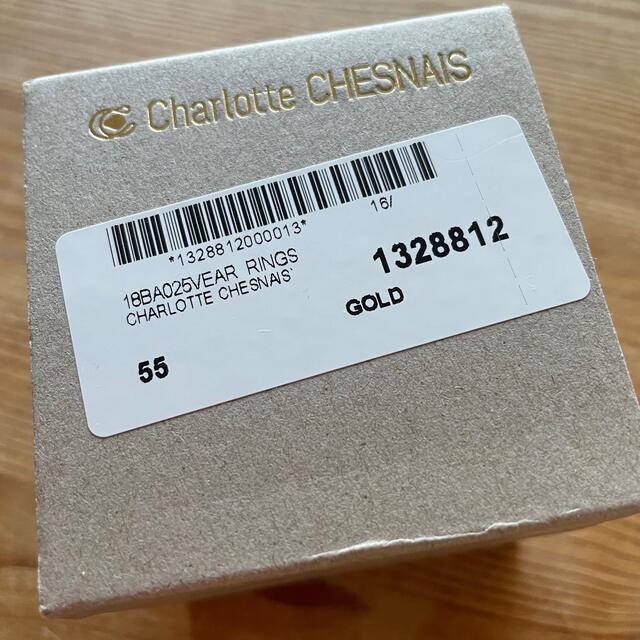 Charlotte CHESNAIS
*1328812000013*
16/
18BA025VEAR RINGS
CHARLOTTE CHESNAIS'
1328812
55
GOLD